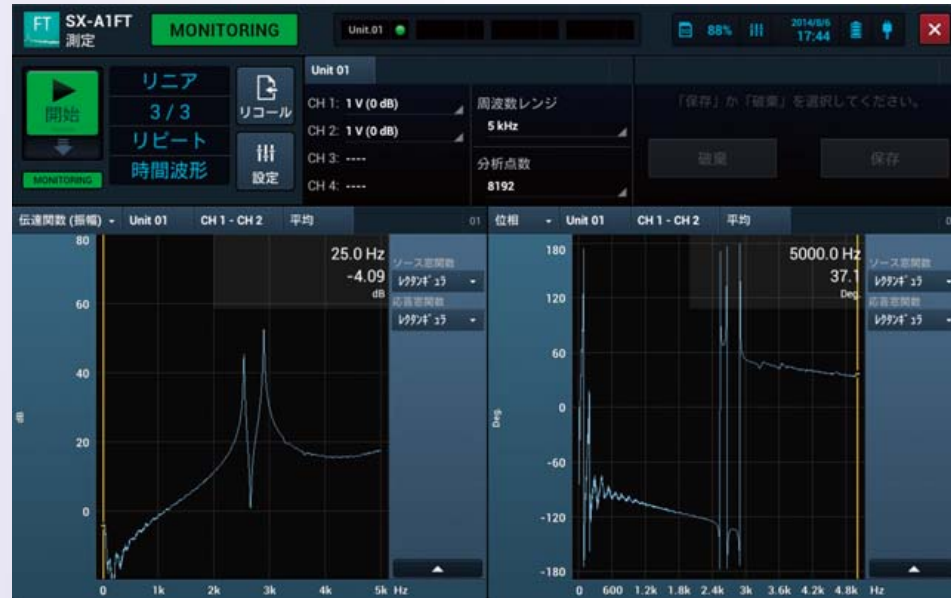 FT
SX-A1FT
測定
MONITORING
Unit.01
88%
2014/8/6
17:44
開始
MONITORING
リニア
3 / 3
リピート
時間波形
リコール
設定
Unit 01
CH 1: 1 V (0 dB)
CH 2: 1 V (0 dB)
CH 3: ----
CH 4: ----
周波数レンジ
5 kHz
分析点数
8192
「保存」か「破棄」を選択してください。
破棄
保存
伝達関数 (振幅) Unit 01 CH 1 - CH 2 平均 01
80
60
40
20
0
dB
25.0 Hz
-4.09
dB
ソース窓関数
レクタンギュラ
応答窓関数
レクタンギュラ
0 1k 2k 3k 4k 5k Hz
位相 Unit 01 CH 1 - CH 2 平均
180
120
60
0
-60
-120
-180
Deg.
5000.0 Hz
37.1
Deg.
ソース窓関数
レクタンギュラ
応答窓関数
レクタンギュラ
0 600 1.2k 1.8k 2.4k 3k 3.6k 4.2k 4.8k Hz